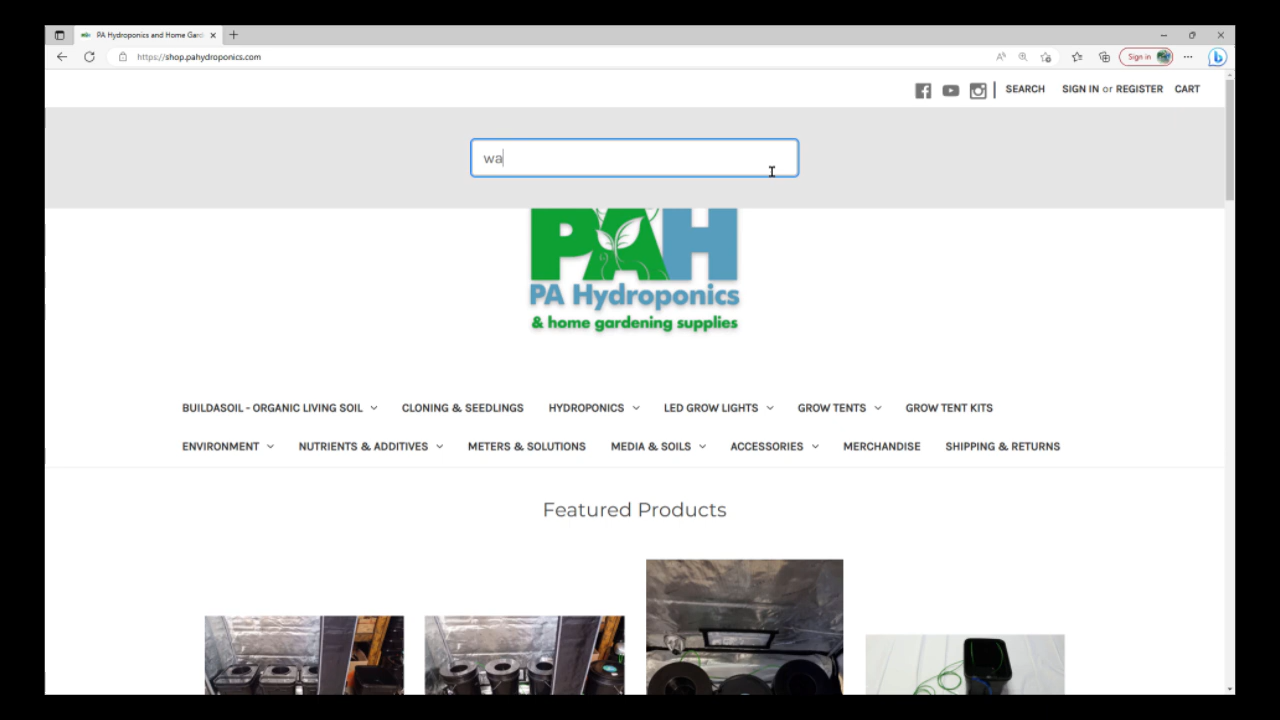 PA Hydroponics and Home Gard
https://shop.pahydroponics.com
Sign in
SEARCH SIGN IN or REGISTER CART
wa
PAH
PA Hydroponics
& home gardening supplies
BUILDASOIL - ORGANIC LIVING SOIL CLONING & SEEDLINGS HYDROPONICS LED GROW LIGHTS GROW TENTS GROW TENT KITS
ENVIRONMENT NUTRIENTS & ADDITIVES METERS & SOLUTIONS MEDIA & SOILS ACCESSORIES MERCHANDISE SHIPPING & RETURNS
Featured Products